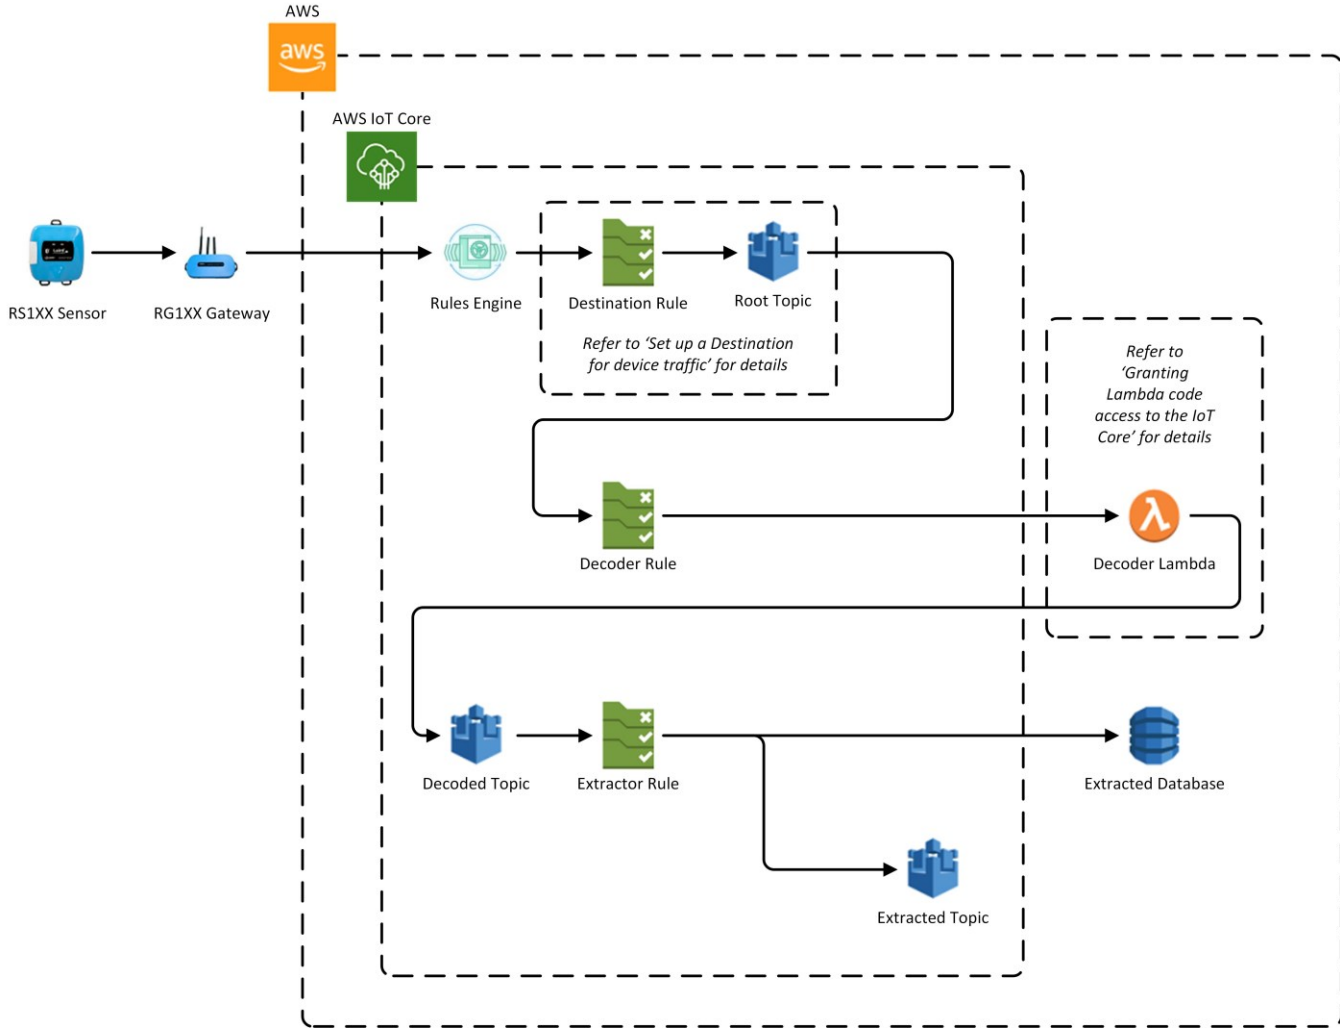 AWS
aws
AWS IoT Core
RS1XX Sensor
RG1XX Gateway
Rules Engine
Destination Rule
Root Topic
Refer to ‘Set up a Destination
for device traffic’ for details
Refer to
‘Granting
Lambda code
access to the IoT
Core’ for details
Decoder Rule
Decoder Lambda
Decoded Topic
Extractor Rule
Extracted Database
Extracted Topic